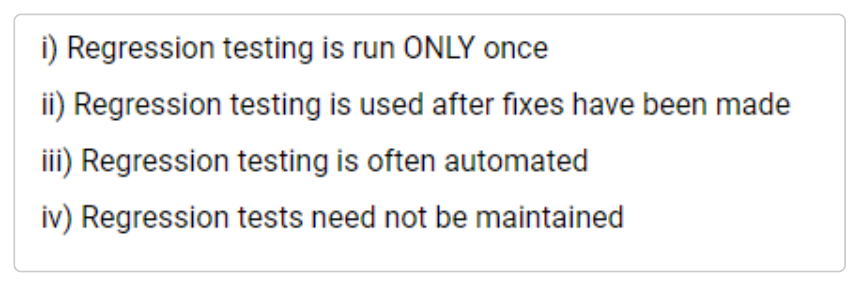 i) Regression testing is run ONLY once
ii) Regression testing is used after fixes have been made
iii) Regression testing is often automated
iv) Regression tests need not be maintained